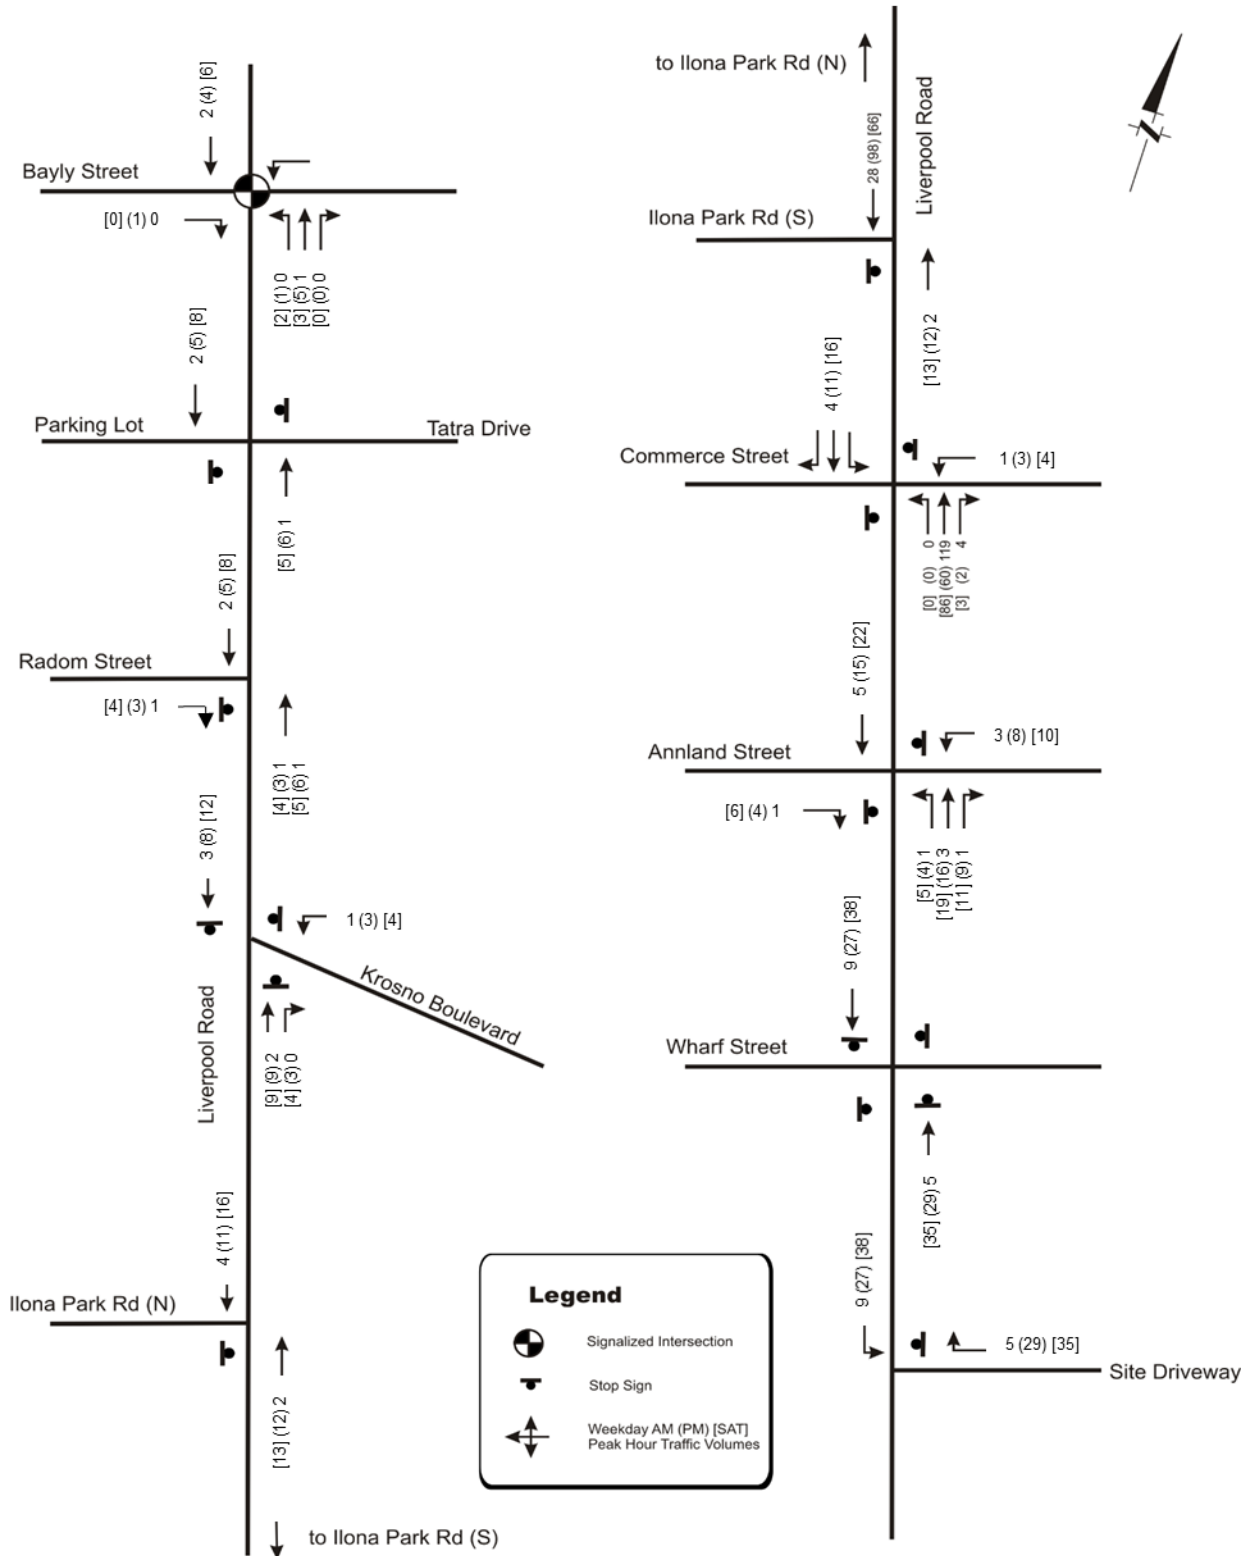 2 (4) [6]
Bayly Street
[0] (1) 0
[2] (1) 0
[3] (5) 1
[0] (0) 0
2 (5) [8]
Parking Lot
Tatra Drive
[5] (6) 1
2 (5) [8]
Radom Street
[4] (3) 1
[4] (3) 1
[5] (6) 1
3 (8) [12]
1 (3) [4]
Krosno Boulevard
Liverpool Road
[9] (9) 2
[4] (3) 0
4 (11) [16]
Ilona Park Rd (N)
[13] (12) 2
to Ilona Park Rd (S)
to Ilona Park Rd (N)
Liverpool Road
N
28 (98) [66]
Ilona Park Rd (S)
[13] (12) 2
4 (11) [16]
Commerce Street
1 (3) [4]
[0] (0) 0
[86] (60) 119
[3] (2) 4
5 (15) [22]
Annland Street
3 (8) [10]
[6] (4) 1
[5] (4) 1
[19] (16) 3
[11] (9) 1
9 (27) [38]
Wharf Street
[35] (29) 5
9 (27) [38]
5 (29) [35]
Site Driveway
Legend
Signalized Intersection
Stop Sign
Weekday AM (PM) [SAT]
Peak Hour Traffic Volumes